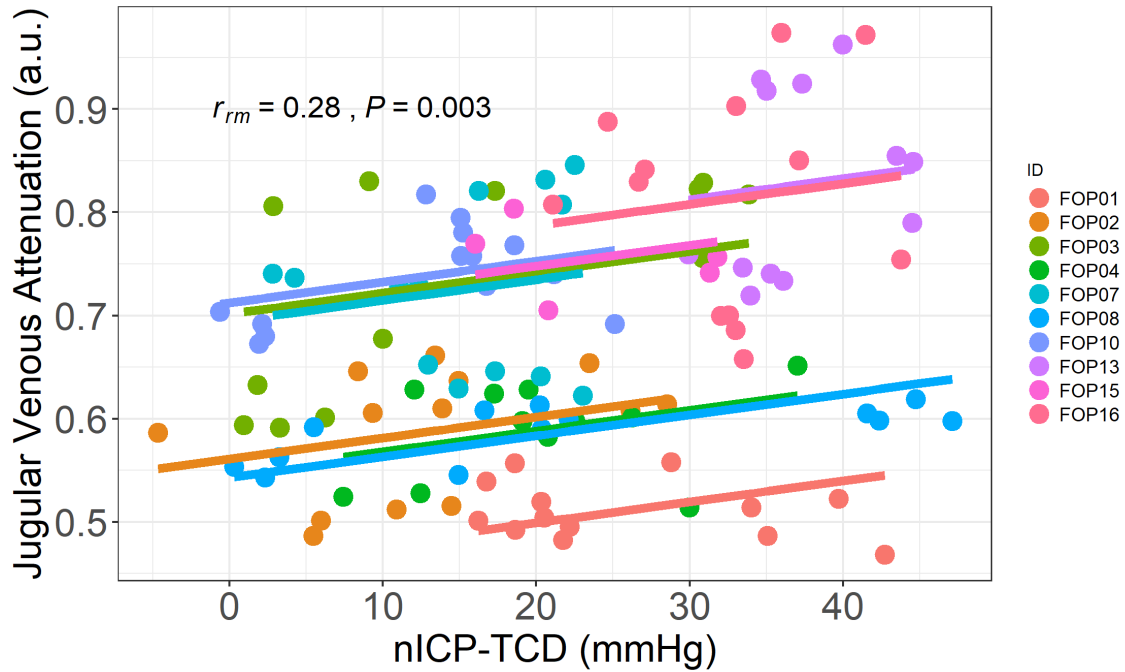 r_rm = 0.28 , P = 0.003
Jugular Venous Attenuation (a.u.)
0.9
0.8
0.7
0.6
0.5
0
10
20
30
40
nICP-TCD (mmHg)
ID
FOP01
FOP02
FOP03
FOP04
FOP07
FOP08
FOP10
FOP13
FOP15
FOP16